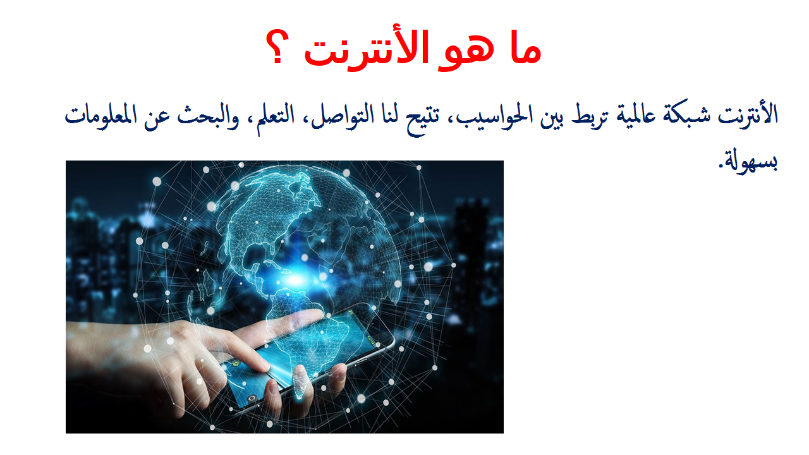 ما هو الأنترنت ؟
الأنترنت شبكة عالمية تربط بين الحواسيب، تتيح لنا التواصل، التعلم، والبحث عن المعلومات
بسهولة.